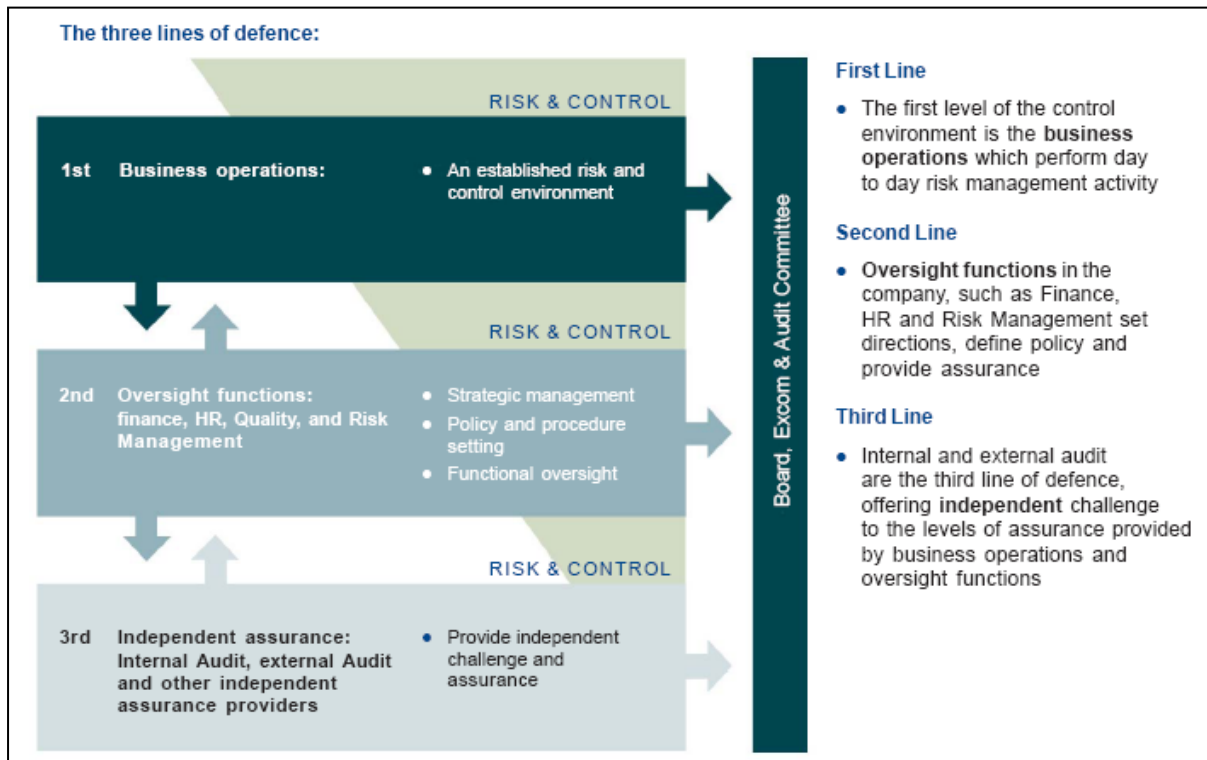 The three lines of defence:
RISK & CONTROL
1st Business operations:
● An established risk and
control environment
RISK & CONTROL
2nd Oversight functions:
finance, HR, Quality, and Risk
Management
● Strategic management
● Policy and procedure
setting
● Functional oversight
RISK & CONTROL
3rd Independent assurance:
Internal Audit, external Audit
and other independent
assurance providers
● Provide independent
challenge and
assurance
Board, Excom & Audit Committee
First Line
● The first level of the control
environment is the business
operations which perform day
to day risk management activity
Second Line
● Oversight functions in the
company, such as Finance,
HR and Risk Management set
directions, define policy and
provide assurance
Third Line
● Internal and external audit
are the third line of defence,
offering independent challenge
to the levels of assurance provided
by business operations and
oversight functions